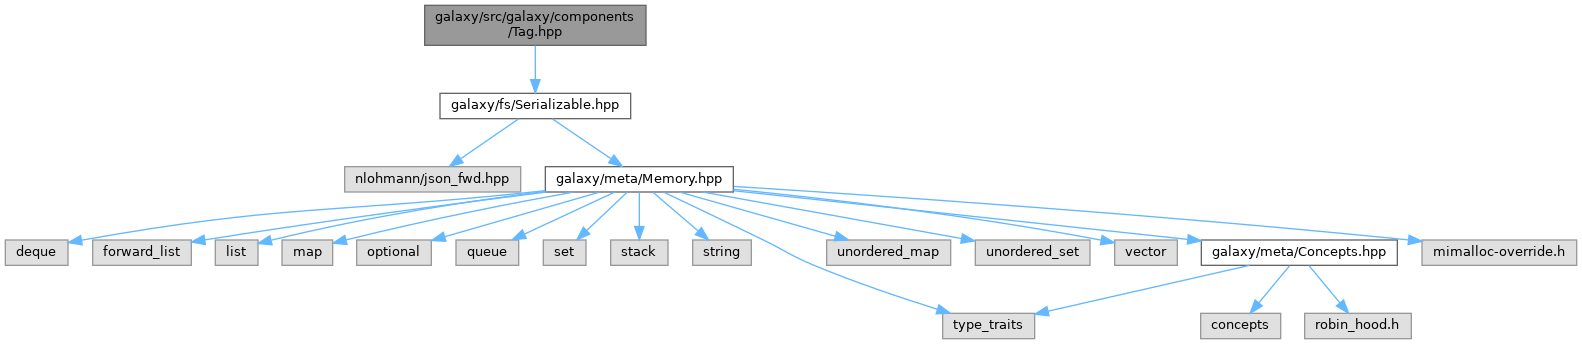 galaxy/src/galaxy/components
/Tag.hpp
galaxy/fs/Serializable.hpp
nlohmann/json_fwd.hpp
galaxy/meta/Memory.hpp
deque
forward_list
list
map
optional
queue
set
stack
string
unordered_map
unordered_set
vector
galaxy/meta/Concepts.hpp
mimalloc-override.h
type_traits
concepts
robin_hood.h